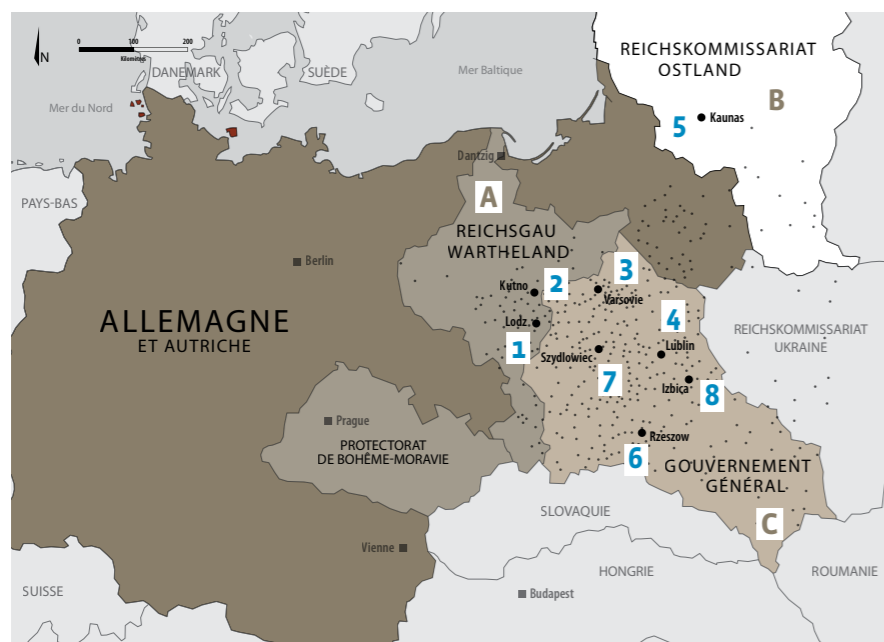 0 100 200
Kilomètres
N
DANEMARK
SUÈDE
Mer Baltique
Mer du Nord
REICHSKOMMISSARIAT
OSTLAND
B
5
Kaunas
Dantzig
PAYS-BAS
A
REICHSGAU
WARTHELAND
Berlin
Kutno
2
3
Varsovie
ALLEMAGNE
ET AUTRICHE
Lodz.
1
4
Lublin
Szydlowiec
7
Izbica
8
REICHSKOMMISSARIAT
UKRAINE
Prague
PROTECTORAT
DE BOHÊME-MORAVIE
Rzeszow
6
GOUVERNEMENT
GÉNÉRAL
C
SLOVAQUIE
Vienne
HONGRIE
ROUMANIE
SUISSE
Budapest